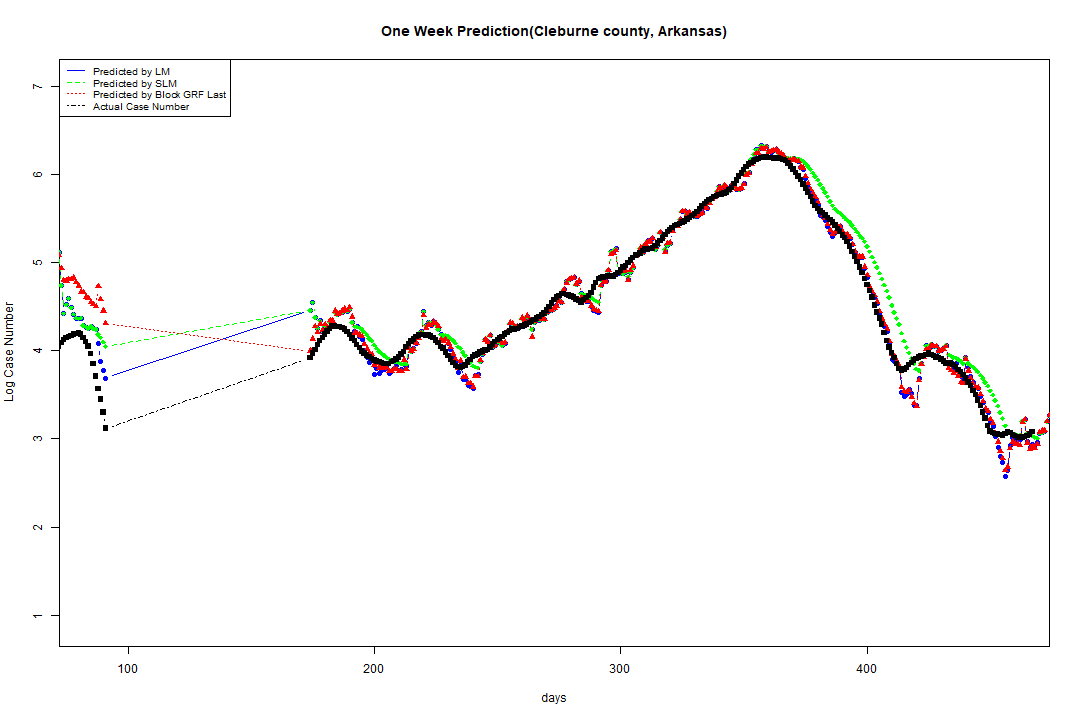 One Week Prediction(Cleburne county, Arkansas)
Predicted by LM
Predicted by SLM
Predicted by Block GRF Last
Actual Case Number
Log Case Number
7
6
5
4
3
2
1
100 200 300 400
days